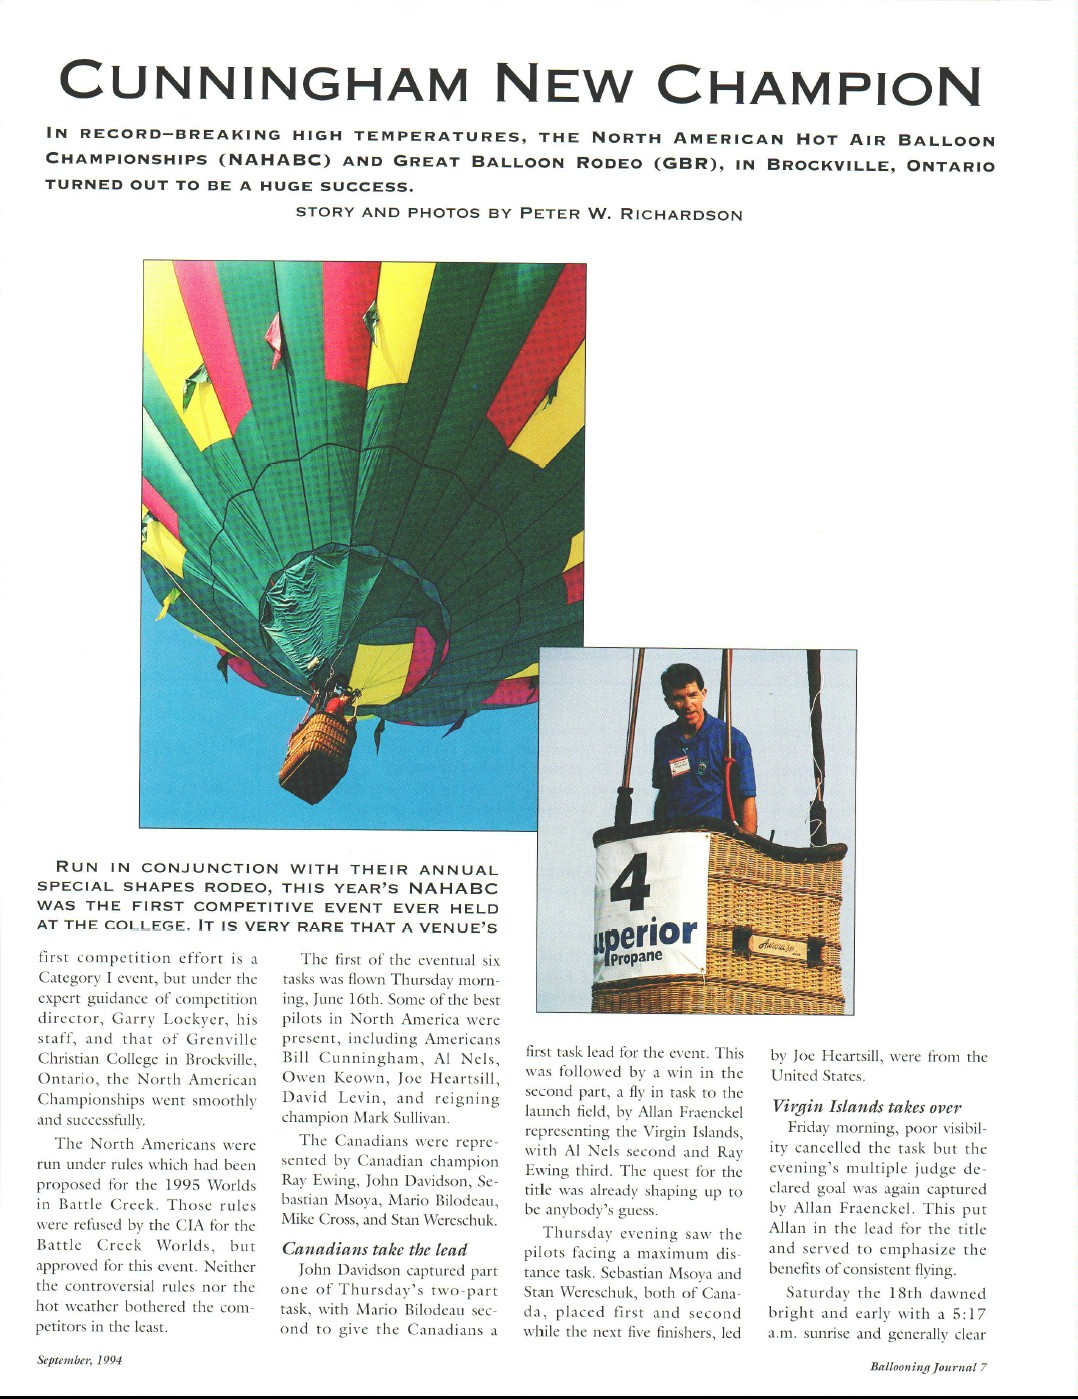 CUNNINGHAM NEW CHAMPION
IN RECORD–BREAKING HIGH TEMPERATURES, THE NORTH AMERICAN HOT AIR BALLOON
CHAMPIONSHIPS (NAHABC) AND GREAT BALLOON RODEO (GBR), IN BROCKVILLE, ONTARIO
TURNED OUT TO BE A HUGE SUCCESS.
STORY AND PHOTOS BY PETER W. RICHARDSON
4
uperior
Propane
RUN IN CONJUNCTION WITH THEIR ANNUAL
SPECIAL SHAPES RODEO, THIS YEAR'S NAHABC
WAS THE FIRST COMPETITIVE EVENT EVER HELD
AT THE COLLEGE. IT IS VERY RARE THAT A VENUE'S
first competition effort is a
Category I event, but under the
expert guidance of competition
director, Garry Lockyer, his
staff, and that of Grenville
Christian College in Brockville,
Ontario, the North American
Championships went smoothly
and successfully.
The North Americans were
run under rules which had been
proposed for the 1995 Worlds
in Battle Creek. Those rules
were refused by the CIA for the
Battle Creek Worlds, but
approved for this event. Neither
the controversial rules nor the
hot weather bothered the com-
petitors in the least.
The first of the eventual six
tasks was flown Thursday morn-
ing, June 16th. Some of the best
pilots in North America were
present, including Americans
Bill Cunningham, Al Nels,
Owen Keown, Joe Heartsill,
David Levin, and reigning
champion Mark Sullivan.
The Canadians were repre-
sented by Canadian champion
Ray Ewing, John Davidson, Se-
bastian Msoya, Mario Bilodeau,
Mike Cross, and Stan Wereschuk.
Canadians take the lead
John Davidson captured part
one of Thursday's two-part
task, with Mario Bilodeau sec-
ond to give the Canadians a
first task lead for the event. This
was followed by a win in the
second part, a fly in task to the
launch field, by Allan Fraenckel
representing the Virgin Islands,
with Al Nels second and Ray
Ewing third. The quest for the
title was already shaping up to
be anybody's guess.
Thursday evening saw the
pilots facing a maximum dis-
tance task. Sebastian Msoya and
Stan Wereschuk, both of Cana-
da, placed first and second
while the next five finishers, led
by Joe Heartsill, were from the
United States.
Virgin Islands takes over
Friday morning, poor visibil-
ity cancelled the task but the
evening's multiple judge de-
clared goal was again captured
by Allan Fraenckel. This put
Allan in the lead for the title
and served to emphasize the
benefits of consistent flying.
Saturday the 18th dawned
bright and early with a 5:17
a.m. sunrise and generally clear
September, 1994
Ballooning Journal 7